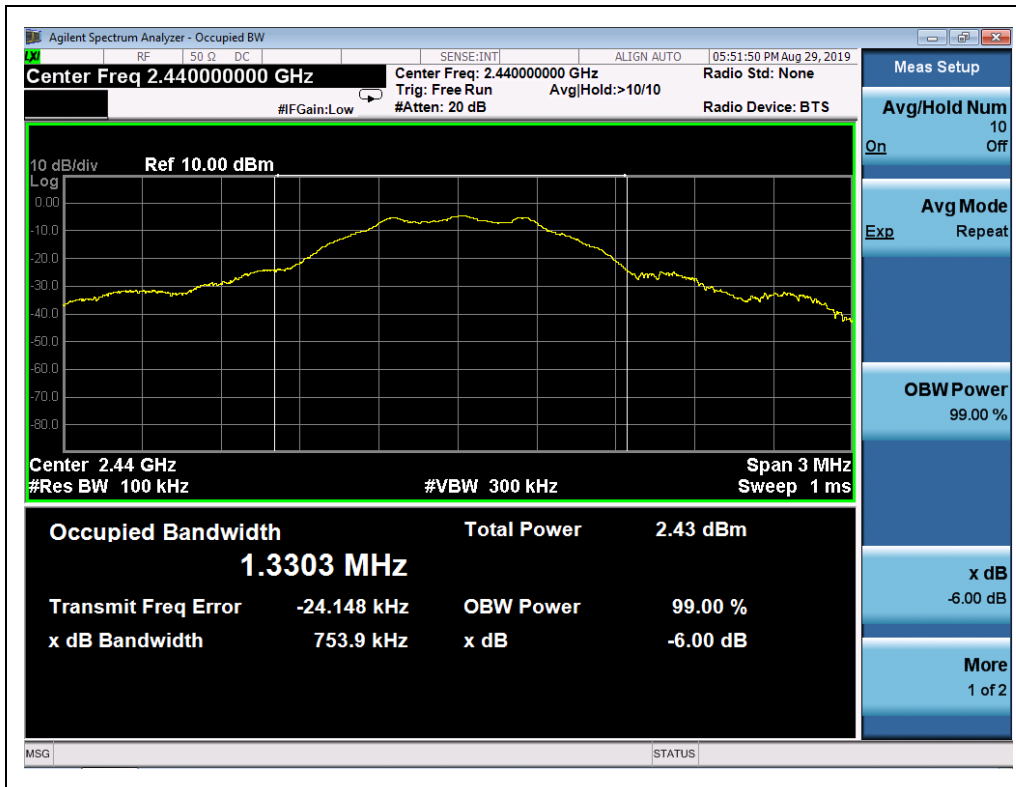 Agilent Spectrum Analyzer - Occupied BW
LXI RF 50 Ω DC SENSE:INT ALIGN AUTO 05:51:50 PM Aug 29, 2019
Center Freq 2.440000000 GHz
Center Freq: 2.440000000 GHz Radio Std: None
Trig: Free Run Avg|Hold:>10/10
#IFGain:Low #Atten: 20 dB Radio Device: BTS
10 dB/div Ref 10.00 dBm
Log
0.00
-10.0
-20.0
-30.0
-40.0
-50.0
-60.0
-70.0
-80.0
Center 2.44 GHz Span 3 MHz
#Res BW 100 kHz #VBW 300 kHz Sweep 1 ms
Occupied Bandwidth Total Power 2.43 dBm
1.3303 MHz
Transmit Freq Error -24.148 kHz OBW Power 99.00 %
x dB Bandwidth 753.9 kHz x dB -6.00 dB
MSG STATUS
Meas Setup
Avg/Hold Num
10
On Off
Avg Mode
Exp Repeat
OBW Power
99.00 %
x dB
-6.00 dB
More
1 of 2